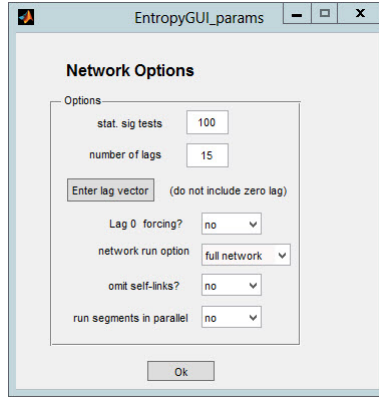 EntropyGUI_params
Network Options
Options
stat. sig tests 100
number of lags 15
Enter lag vector (do not include zero lag)
Lag 0 forcing? no
network run option full network
omit self-links? no
run segments in parallel no
Ok